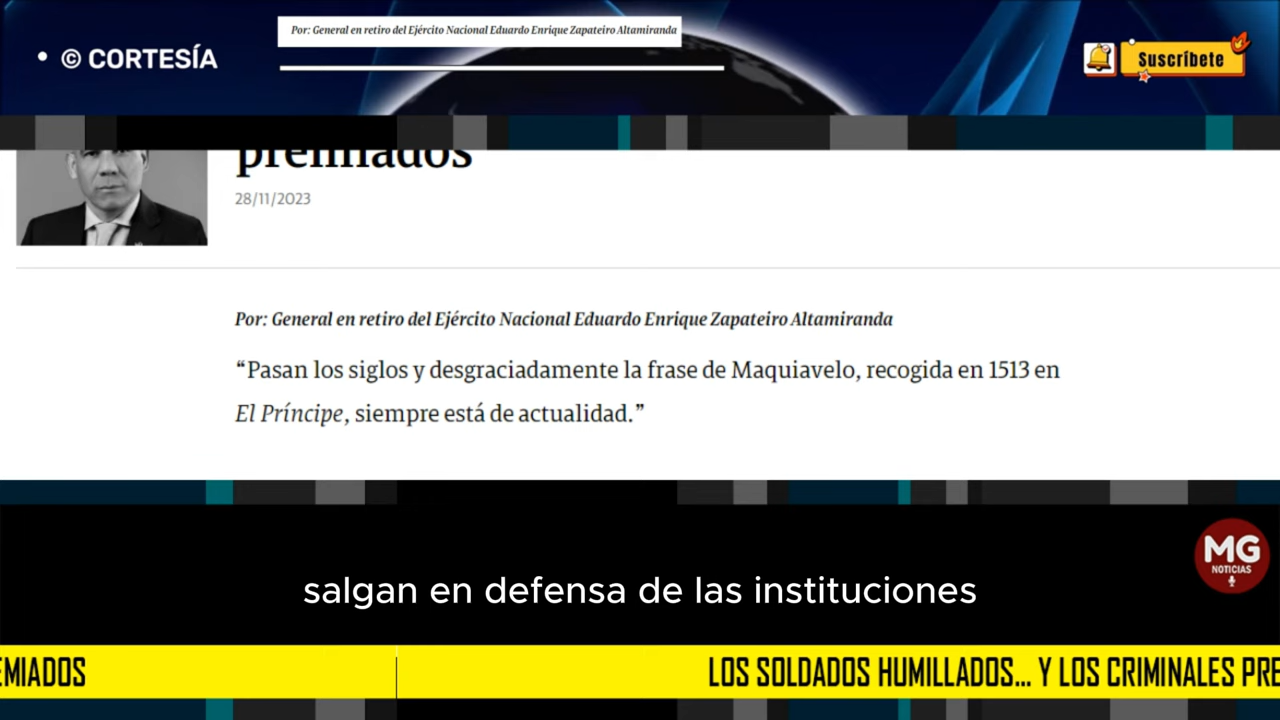 Por: General en retiro del Ejército Nacional Eduardo Enrique Zapateiro Altamiranda
• © CORTESÍA
Suscríbete
premiados
28/11/2023
Por: General en retiro del Ejército Nacional Eduardo Enrique Zapateiro Altamiranda
“Pasan los siglos y desgraciadamente la frase de Maquiavelo, recogida en 1513 en
El Príncipe, siempre está de actualidad.”
MG
NOTICIAS
salgan en defensa de las instituciones
EMIADOS
LOS SOLDADOS HUMILLADOS... Y LOS CRIMINALES PRE